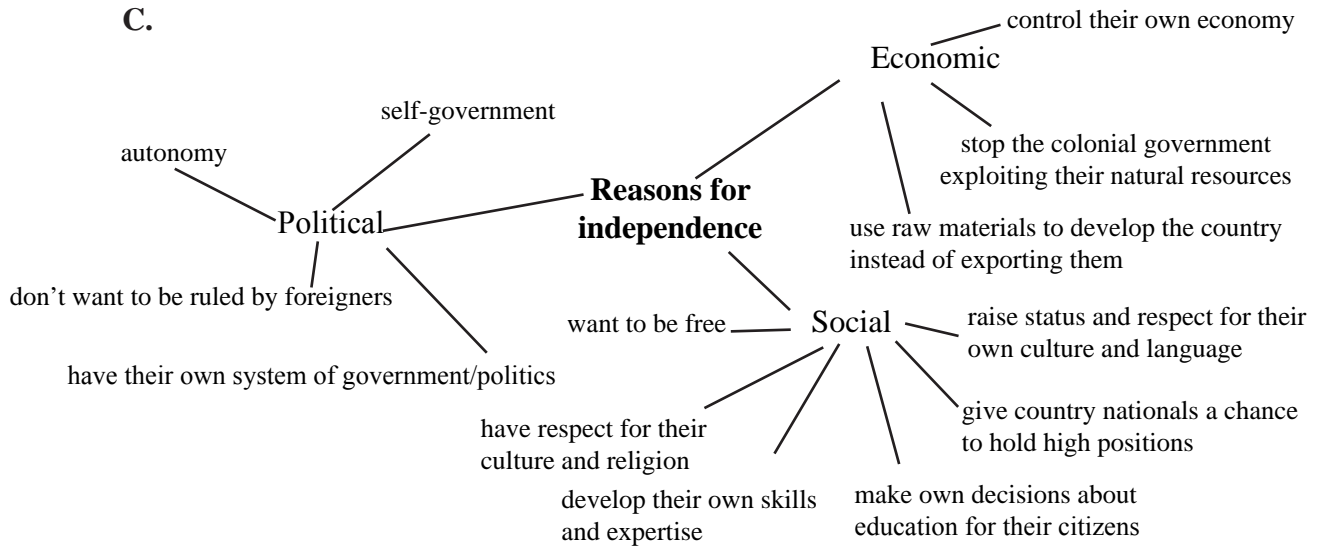 C.
control their own economy
Economic
self-government
autonomy
stop the colonial government
exploiting their natural resources
Reasons for
independence
Political
use raw materials to develop the country
instead of exporting them
don't want to be ruled by foreigners
want to be free
Social
raise status and respect for their
own culture and language
have their own system of government/politics
have respect for their
culture and religion
give country nationals a chance
to hold high positions
develop their own skills
and expertise
make own decisions about
education for their citizens